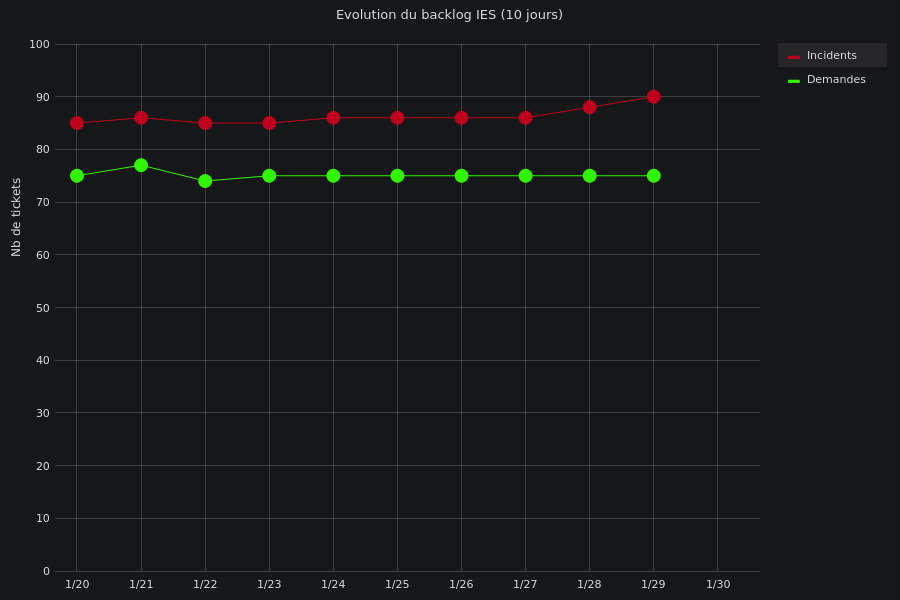 Evolution du backlog IES (10 jours)
Incidents
Demandes
Nb de tickets
100
90
80
70
60
50
40
30
20
10
0
1/20 1/21 1/22 1/23 1/24 1/25 1/26 1/27 1/28 1/29 1/30